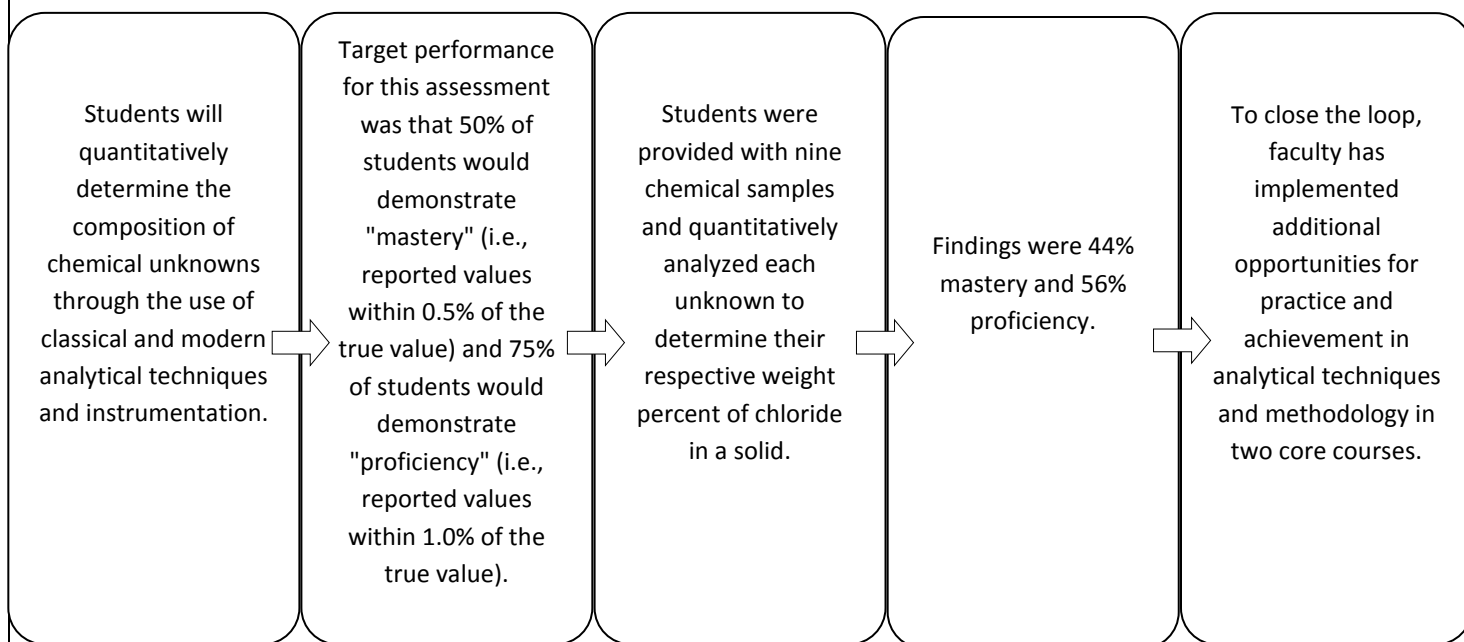 Students will
quantitatively
determine the
composition of
chemical unknowns
through the use of
classical and modern
analytical techniques
and instrumentation.
Target performance
for this assessment
was that 50% of
students would
demonstrate
"mastery" (i.e.,
reported values
within 0.5% of the
true value) and 75%
of students would
demonstrate
"proficiency" (i.e.,
reported values
within 1.0% of the
true value).
Students were
provided with nine
chemical samples
and quantitatively
analyzed each
unknown to
determine their
respective weight
percent of chloride
in a solid.
Findings were 44%
mastery and 56%
proficiency.
To close the loop,
faculty has
implemented
additional
opportunities for
practice and
achievement in
analytical techniques
and methodology in
two core courses.